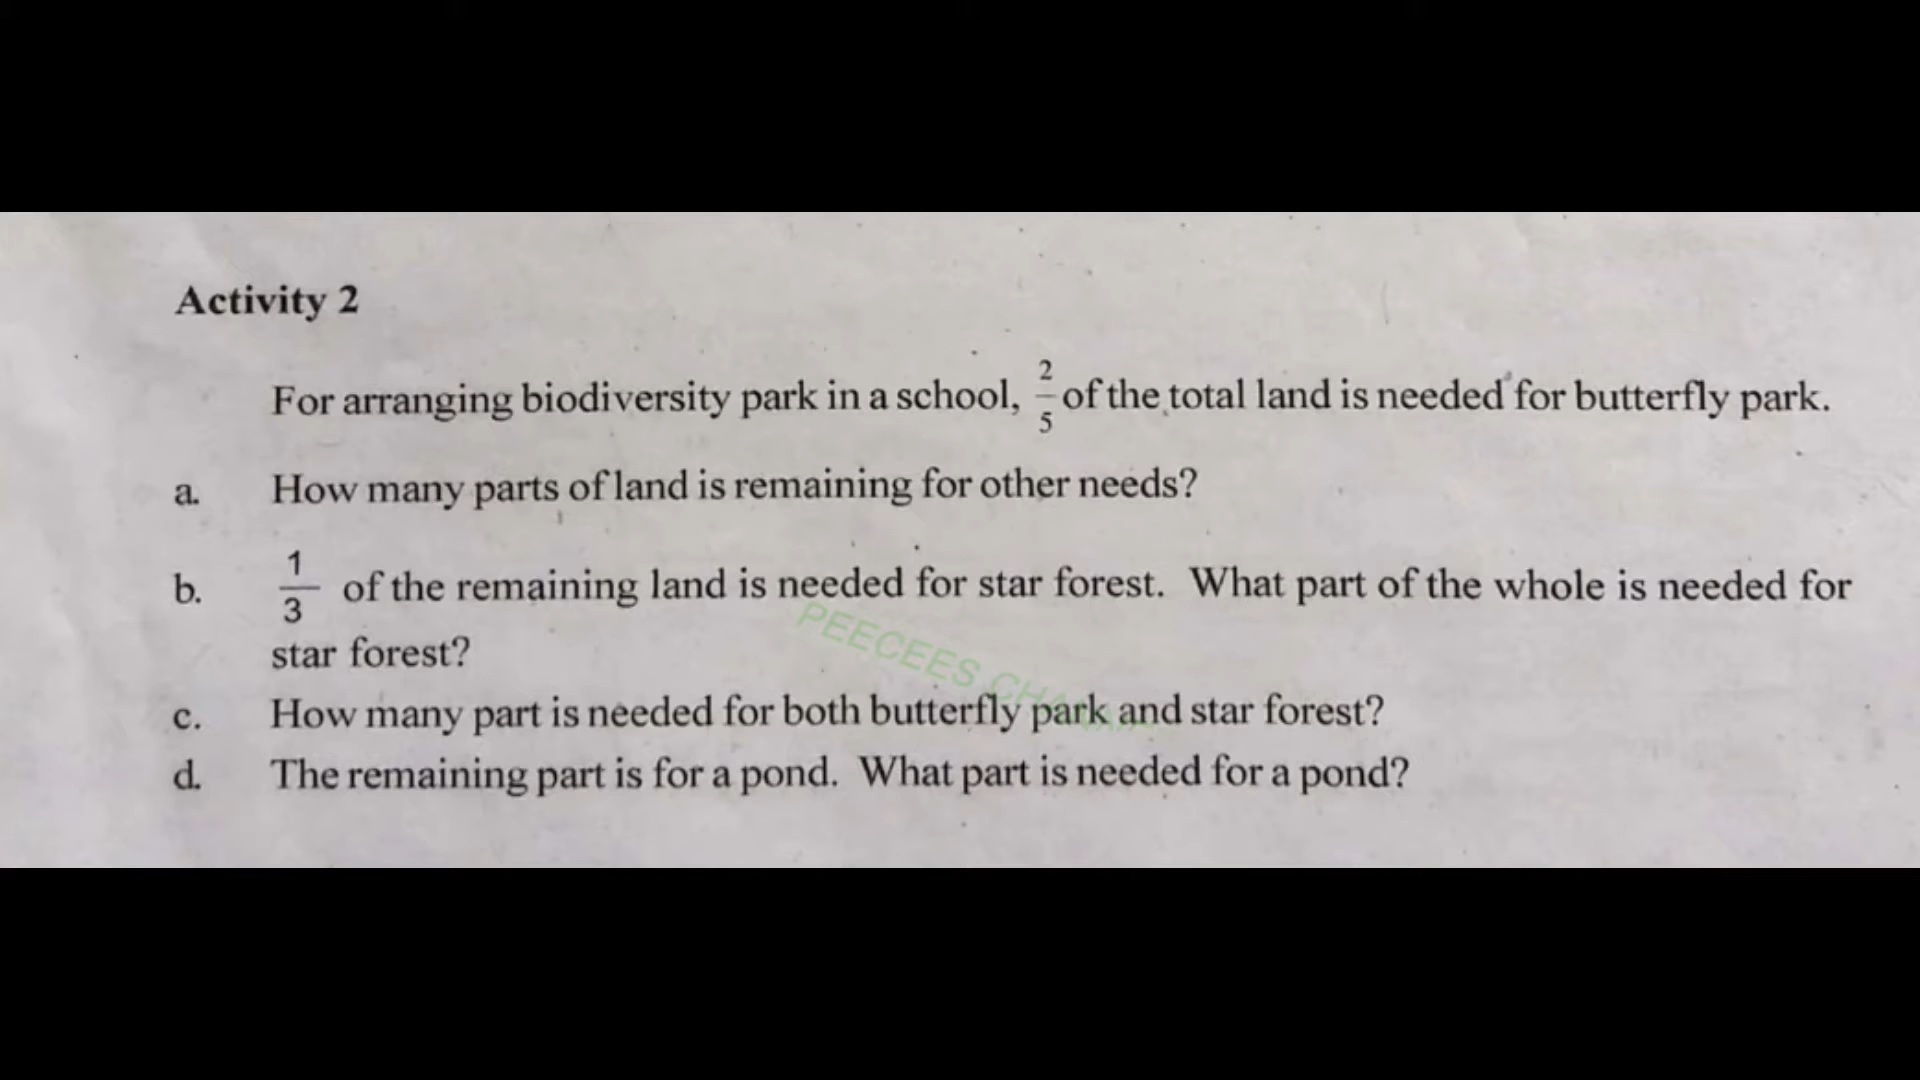 Activity 2
For arranging biodiversity park in a school, 2/5 of the total land is needed for butterfly park.
a. How many parts of land is remaining for other needs?
b. 1/3 of the remaining land is needed for star forest. What part of the whole is needed for
star forest?
PEECEES
c. How many part is needed for both butterfly park and star forest?
d. The remaining part is for a pond. What part is needed for a pond?